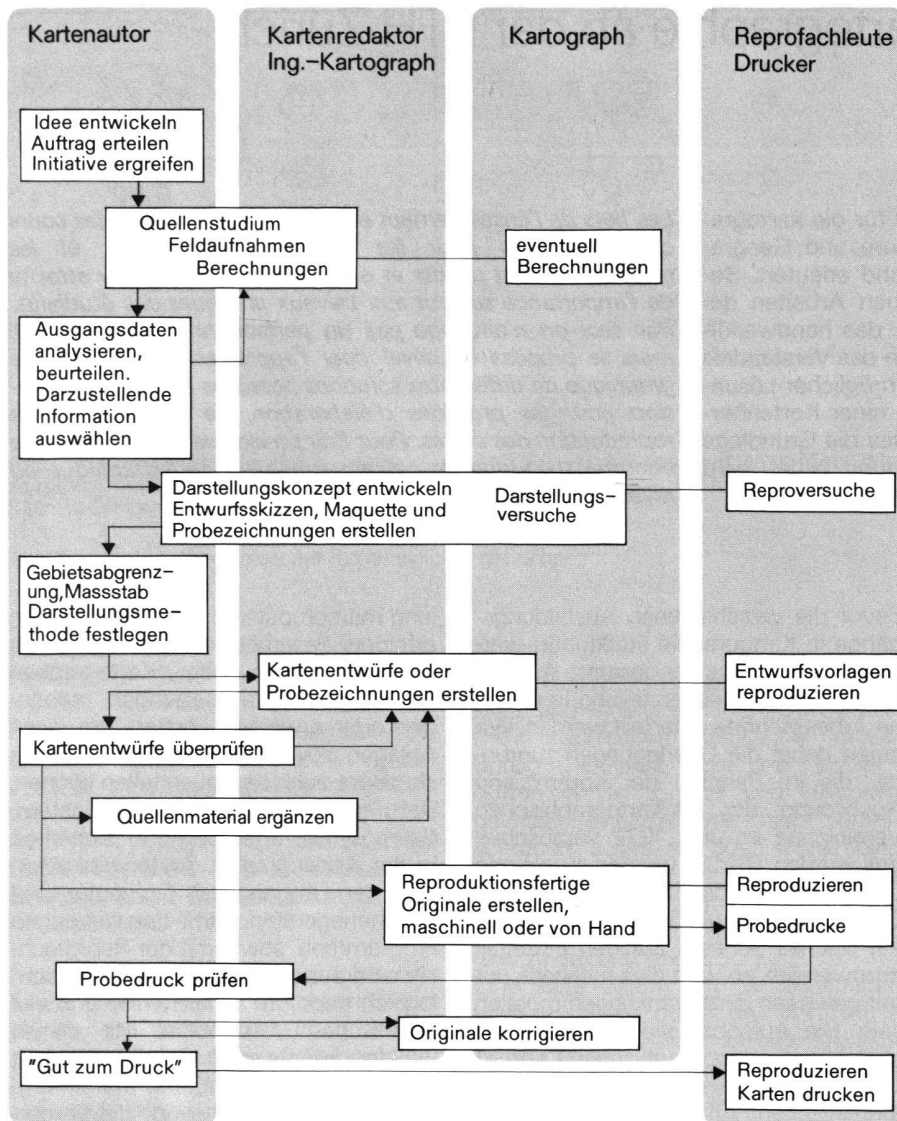 Kartenautor
Kartenredaktor
Ing.-Kartograph
Kartograph
Reprofachleute
Drucker
Idee entwickeln
Auftrag erteilen
Initiative ergreifen
Quellenstudium
Feldaufnahmen
Berechnungen
eventuell
Berechnungen
Ausgangsdaten
analysieren,
beurteilen.
Darzustellende
Information
auswählen
Darstellungskonzept entwickeln
Entwurfsskizzen, Maquette und
Probezeichnungen erstellen
Darstellungs-
versuche
Reproversuche
Gebietsabgrenz-
ung,Massstab
Darstellungsme-
thode festlegen
Kartenentwürfe oder
Probezeichnungen erstellen
Entwurfsvorlagen
reproduzieren
Kartenentwürfe überprüfen
Quellenmaterial ergänzen
Reproduktionsfertige
Originale erstellen,
maschinell oder von Hand
Reproduzieren
Probedrucke
Probedruck prüfen
Originale korrigieren
"Gut zum Druck"
Reproduzieren
Karten drucken